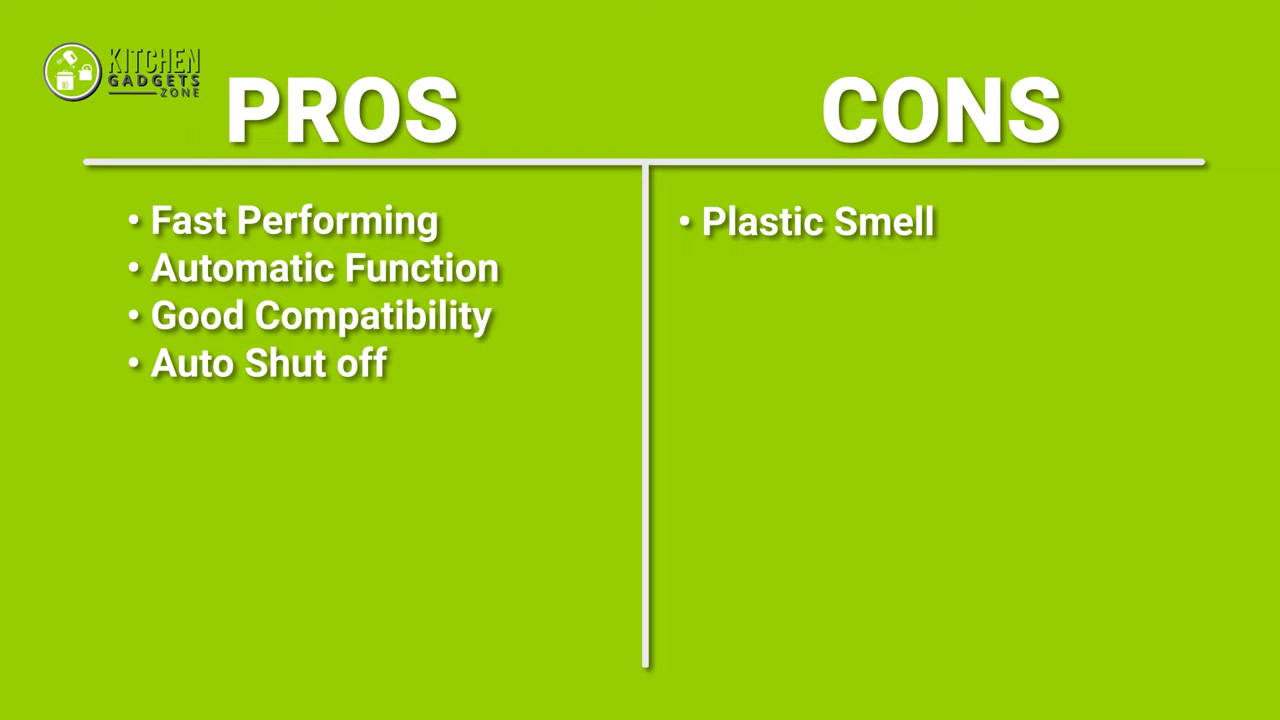 KITCHEN
GADGETS
ZONE
PROS
CONS
• Fast Performing
• Automatic Function
• Good Compatibility
• Auto Shut off
• Plastic Smell